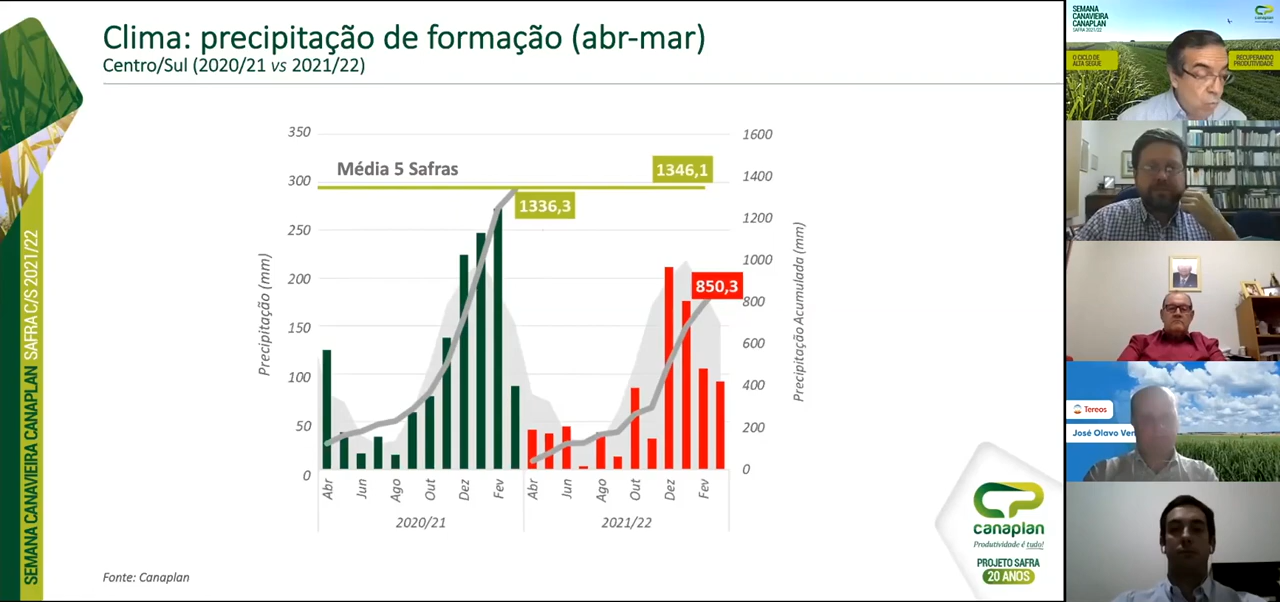 Clima: precipitação de formação (abr-mar)
Centro/Sul (2020/21 vs 2021/22)
SEMANA CANAVIEIRA CANAPLAN SAFRA C/S 2021/22
350
300
250
200
150
100
50
0
Precipitação (mm)
Média 5 Safras
1346,1
1336,3
850,3
1600
1400
1200
1000
800
600
400
200
0
Precipitação Acumulada (mm)
Abr
Jun
Ago
Out
Dez
Fev
Abr
Jun
Ago
Out
Dez
Fev
2020/21
2021/22
Fonte: Canaplan
canaplan
Produtividade é tudo!
PROJETO SAFRA
20 ANOS
SEMANA
CANAVIEIRA
CANAPLAN
SAFRA 2021/22
O CICLO DE
ALTA SEGUE
RECUPERANDO
PRODUTIVIDADE
Tereos
José Olavo